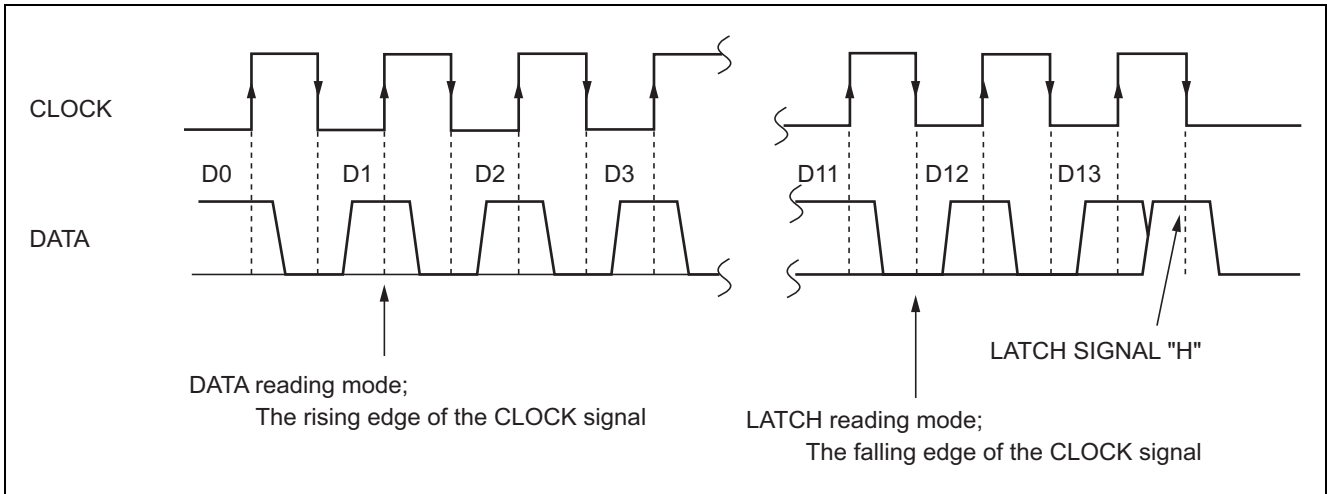 CLOCK
D0 D1 D2 D3 D11 D12 D13
DATA
LATCH SIGNAL "H"
DATA reading mode;
The rising edge of the CLOCK signal
LATCH reading mode;
The falling edge of the CLOCK signal